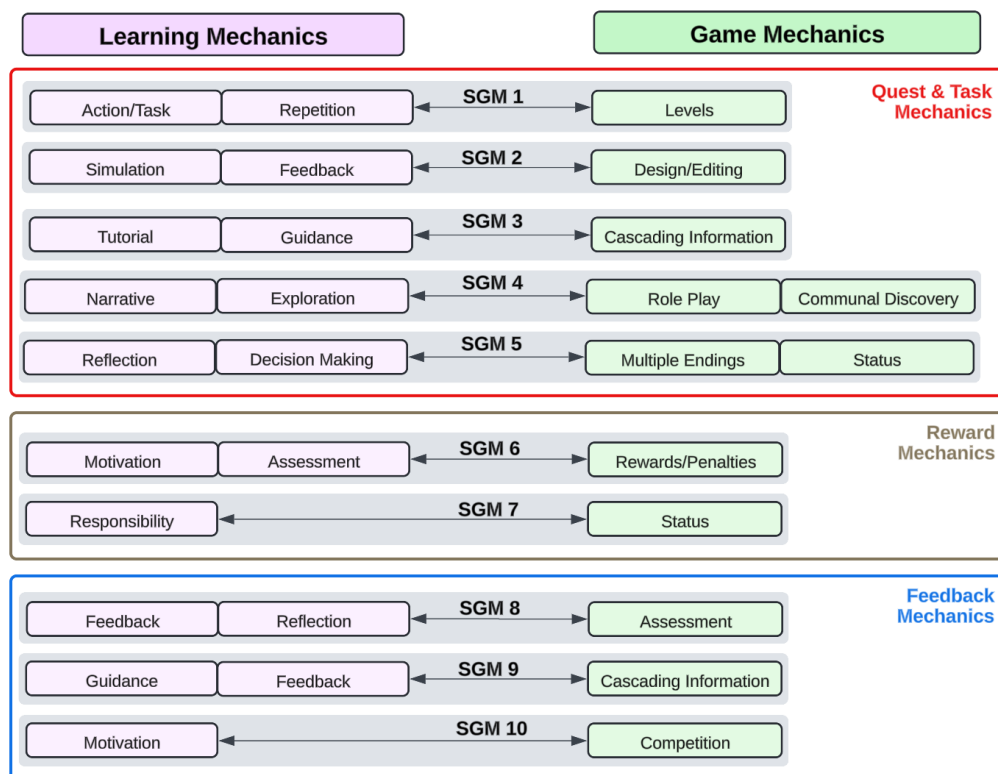 Learning Mechanics
Game Mechanics
Quest & Task
Mechanics
Action/Task Repetition SGM 1 Levels
Simulation Feedback SGM 2 Design/Editing
Tutorial Guidance SGM 3 Cascading Information
Narrative Exploration SGM 4 Role Play Communal Discovery
Reflection Decision Making SGM 5 Multiple Endings Status
Reward
Mechanics
Motivation Assessment SGM 6 Rewards/Penalties
Responsibility SGM 7 Status
Feedback
Mechanics
Feedback Reflection SGM 8 Assessment
Guidance Feedback SGM 9 Cascading Information
Motivation SGM 10 Competition